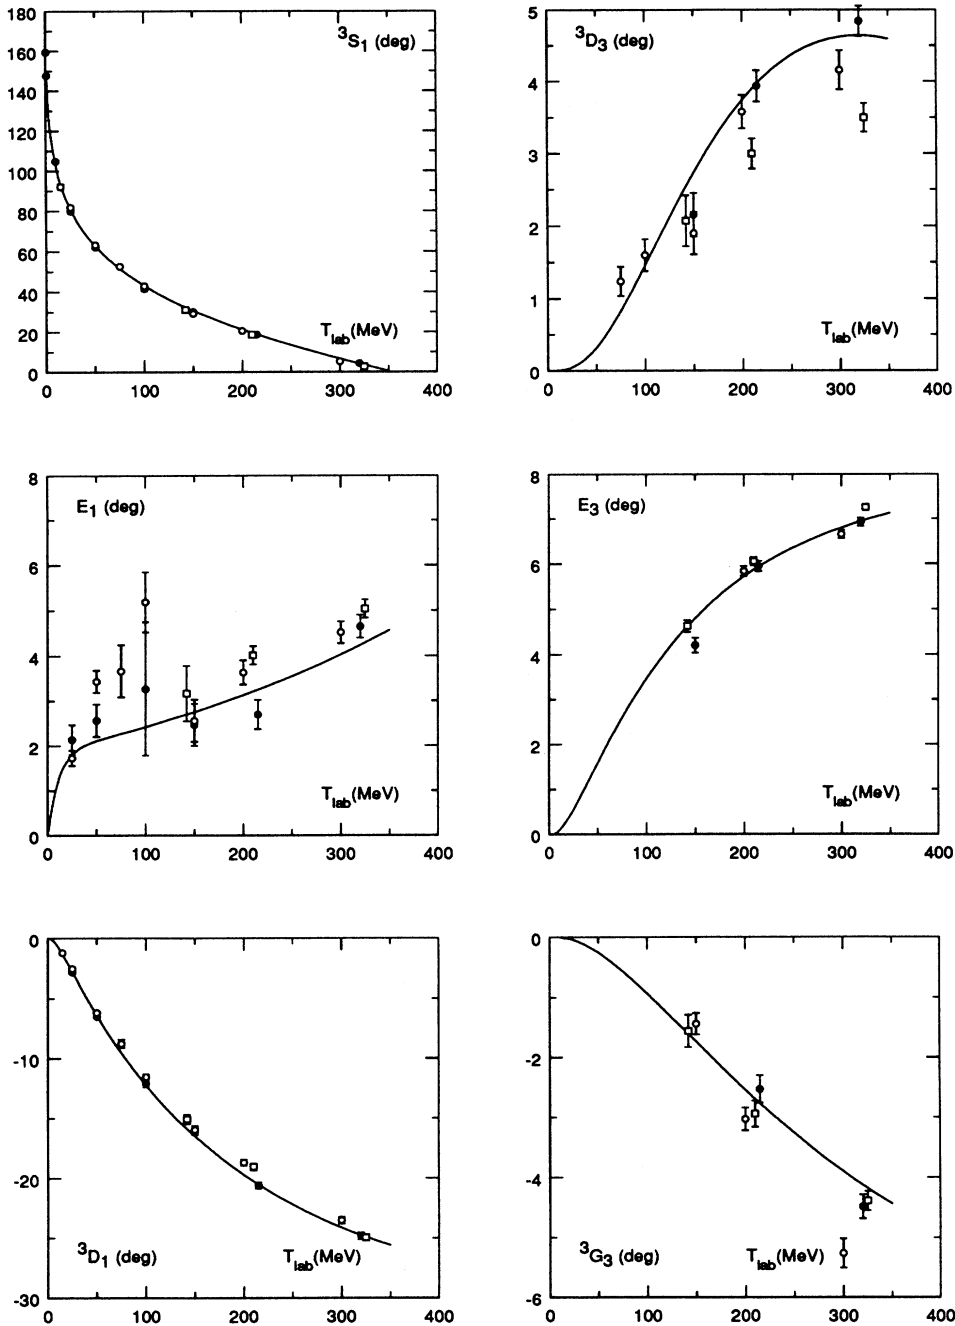 180
160
140
120
100
80
60
40
20
0
³S₁ (deg)
T_lab (MeV)
0 100 200 300 400
5
4
3
2
1
0
³D₃ (deg)
T_lab (MeV)
0 100 200 300 400
8
6
4
2
0
E₁ (deg)
T_lab (MeV)
0 100 200 300 400
8
6
4
2
0
E₃ (deg)
T_lab (MeV)
0 100 200 300 400
0
-10
-20
-30
³D₁ (deg) T_lab (MeV)
0 100 200 300 400
0
-2
-4
-6
³G₃ (deg) T_lab (MeV)
0 100 200 300 400